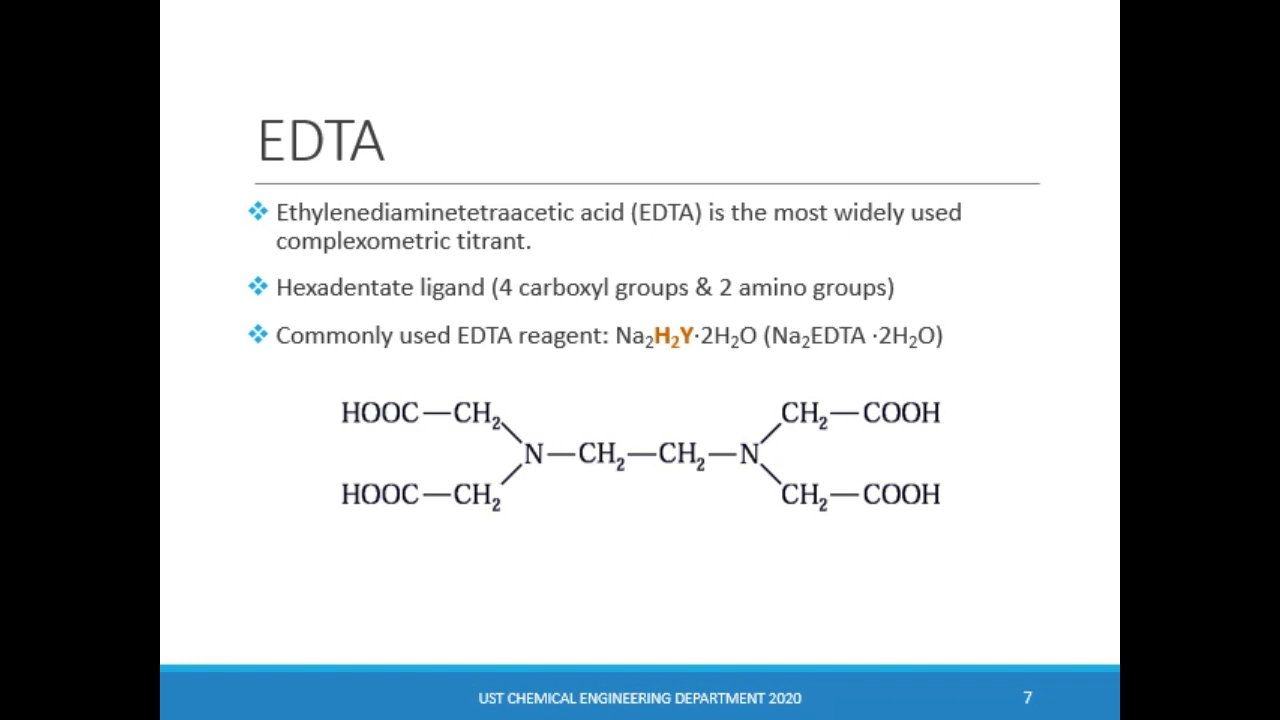 EDTA
❖ Ethylenediaminetetraacetic acid (EDTA) is the most widely used
complexometric titrant.
❖ Hexadentate ligand (4 carboxyl groups & 2 amino groups)
❖ Commonly used EDTA reagent: Na₂H₂Y·2H₂O (Na₂EDTA ·2H₂O)
HOOC—CH₂ CH₂—COOH
N—CH₂—CH₂—N
HOOC—CH₂ CH₂—COOH
UST CHEMICAL ENGINEERING DEPARTMENT 2020 7